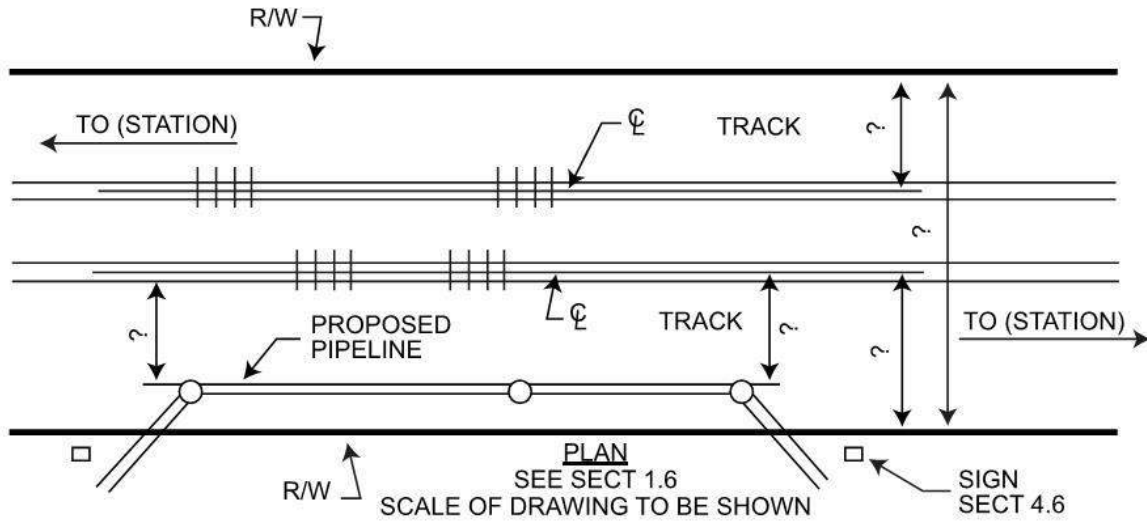 R/W
TO (STATION)
℄
TRACK
?
?
PROPOSED
PIPELINE
?
℄
TRACK
?
?
TO (STATION)
R/W
PLAN
SEE SECT 1.6
SCALE OF DRAWING TO BE SHOWN
SIGN
SECT 4.6